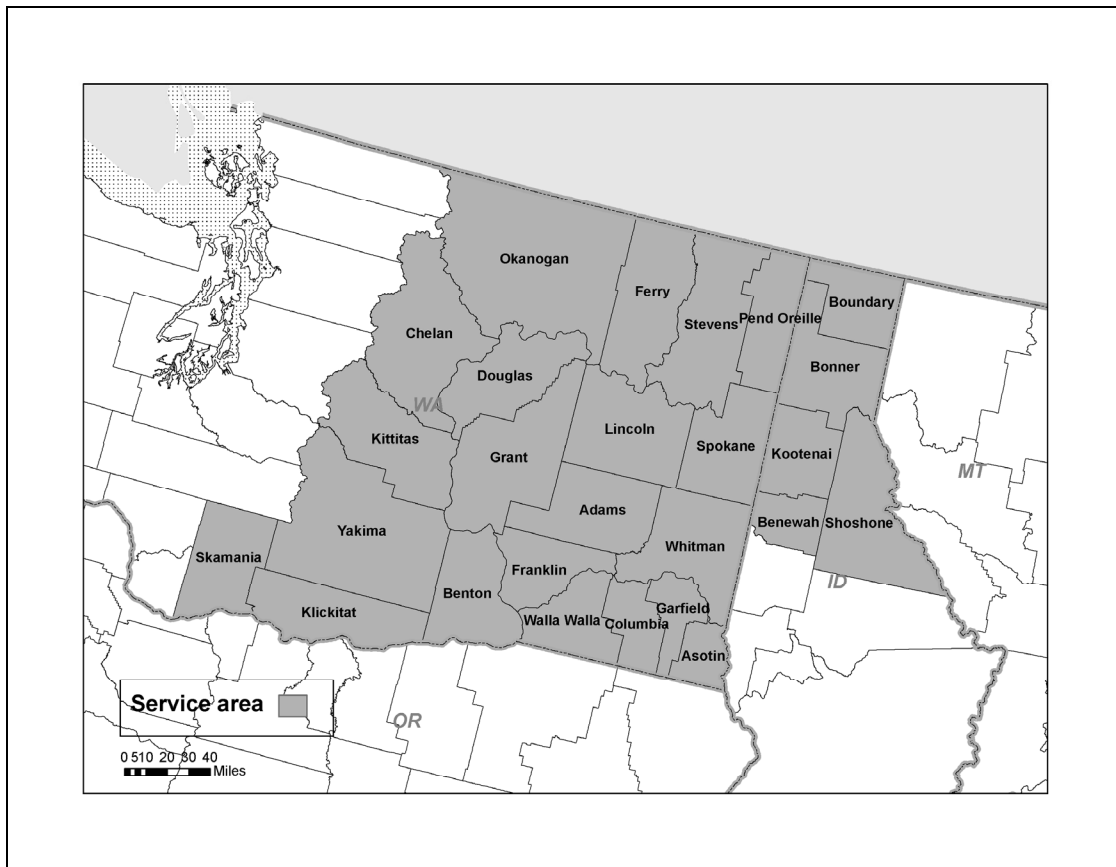 Okanogan
Ferry
Stevens
Pend Oreille
Boundary
Chelan
Bonner
Douglas
WA
Kittitas
Lincoln
Spokane
Grant
Kootenai
MT
Adams
Benewah
Shoshone
Yakima
Whitman
Skamania
Franklin
ID
Benton
Klickitat
Garfield
Walla Walla
Columbia
Asotin
Service area
OR
0 5 10 20 30 40
Miles